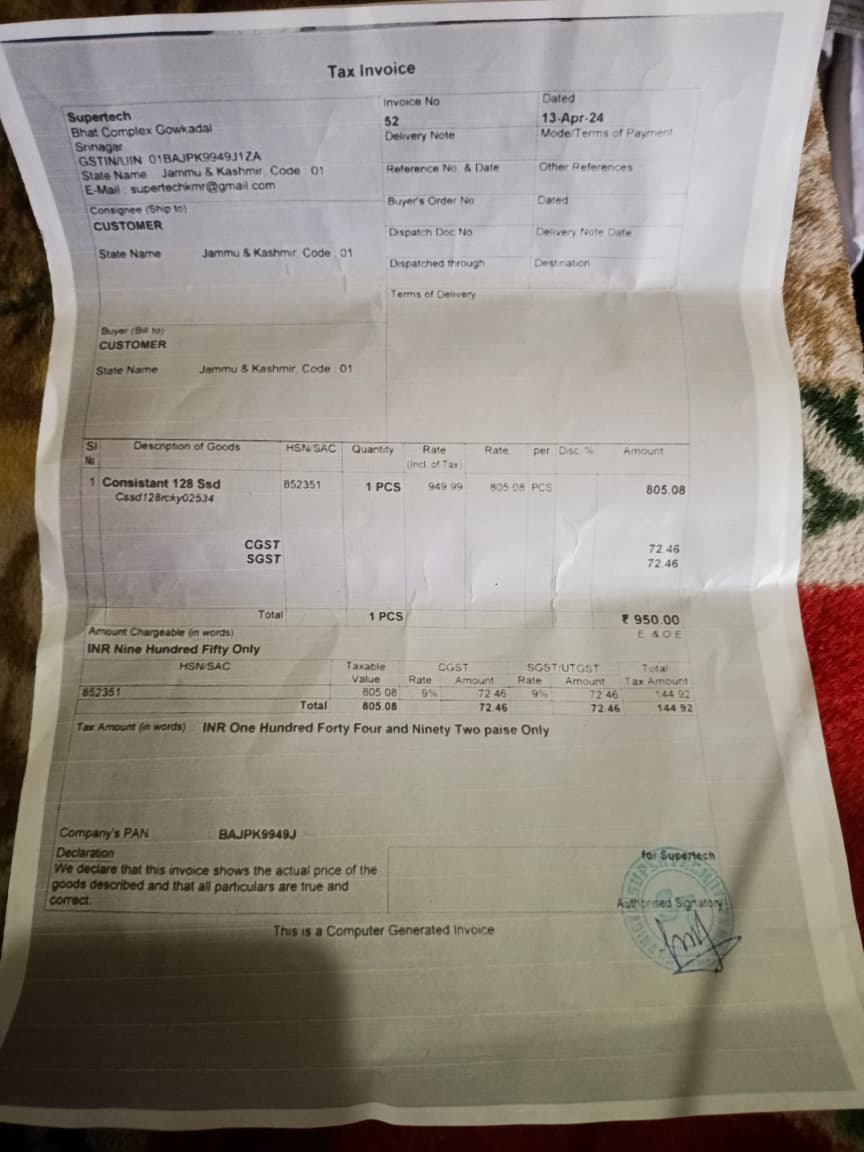 Tax Invoice
Supertech
Bhat Complex Gowkadal
Srinagar
GSTIN/UIN 01BAJPK9949J1ZA
State Name Jammu & Kashmir, Code : 01
E-Mail : supertechkmr@gmail.com
Invoice No
52
Dated
13-Apr-24
Delivery Note
Mode/Terms of Payment
Reference No. & Date
Other References
Buyer's Order No
Dated
Dispatch Doc No
Delivery Note Date
Dispatched through
Destination
Terms of Delivery
Consignee (Ship to)
CUSTOMER
State Name Jammu & Kashmir, Code : 01
Buyer (Bill to)
CUSTOMER
State Name Jammu & Kashmir, Code : 01
Sl No. Description of Goods HSN/SAC Quantity Rate (Incl. of Tax) Rate per Disc. % Amount
1 Consistant 128 Ssd 852351 1 PCS 949.99 805.08 PCS 805.08
Cssd128rcky02534
CGST 72.46
SGST 72.46
Total 1 PCS ₹ 950.00
Amount Chargeable (in words) E. & O.E
INR Nine Hundred Fifty Only
HSN/SAC Taxable Value CGST Rate Amount SGST/UTGST Rate Amount Total Tax Amount
852351 805.08 9% 72.46 9% 72.46 144.92
Total 805.08 72.46 72.46 144.92
Tax Amount (in words) INR One Hundred Forty Four and Ninety Two paise Only
Company's PAN BAJPK9949J
Declaration
We declare that this invoice shows the actual price of the
goods described and that all particulars are true and
correct.
for Supertech
Authorised Signatory
This is a Computer Generated Invoice